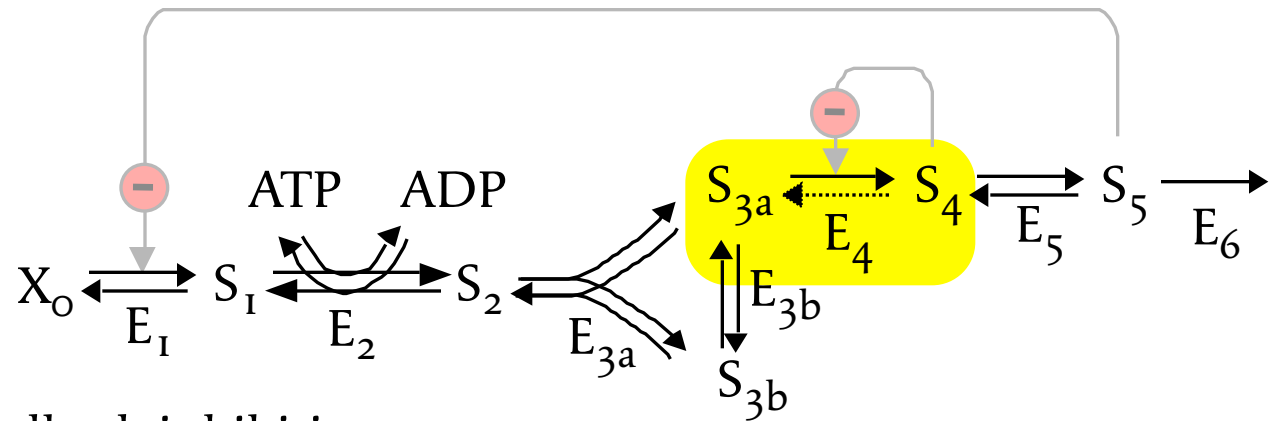 −
−
ATP ADP
X₀ S₁ S₂ S₃ₐ S₄ S₅
E₁ E₂ E₃ₐ E₄ E₅ E₆
E₃b
S₃b